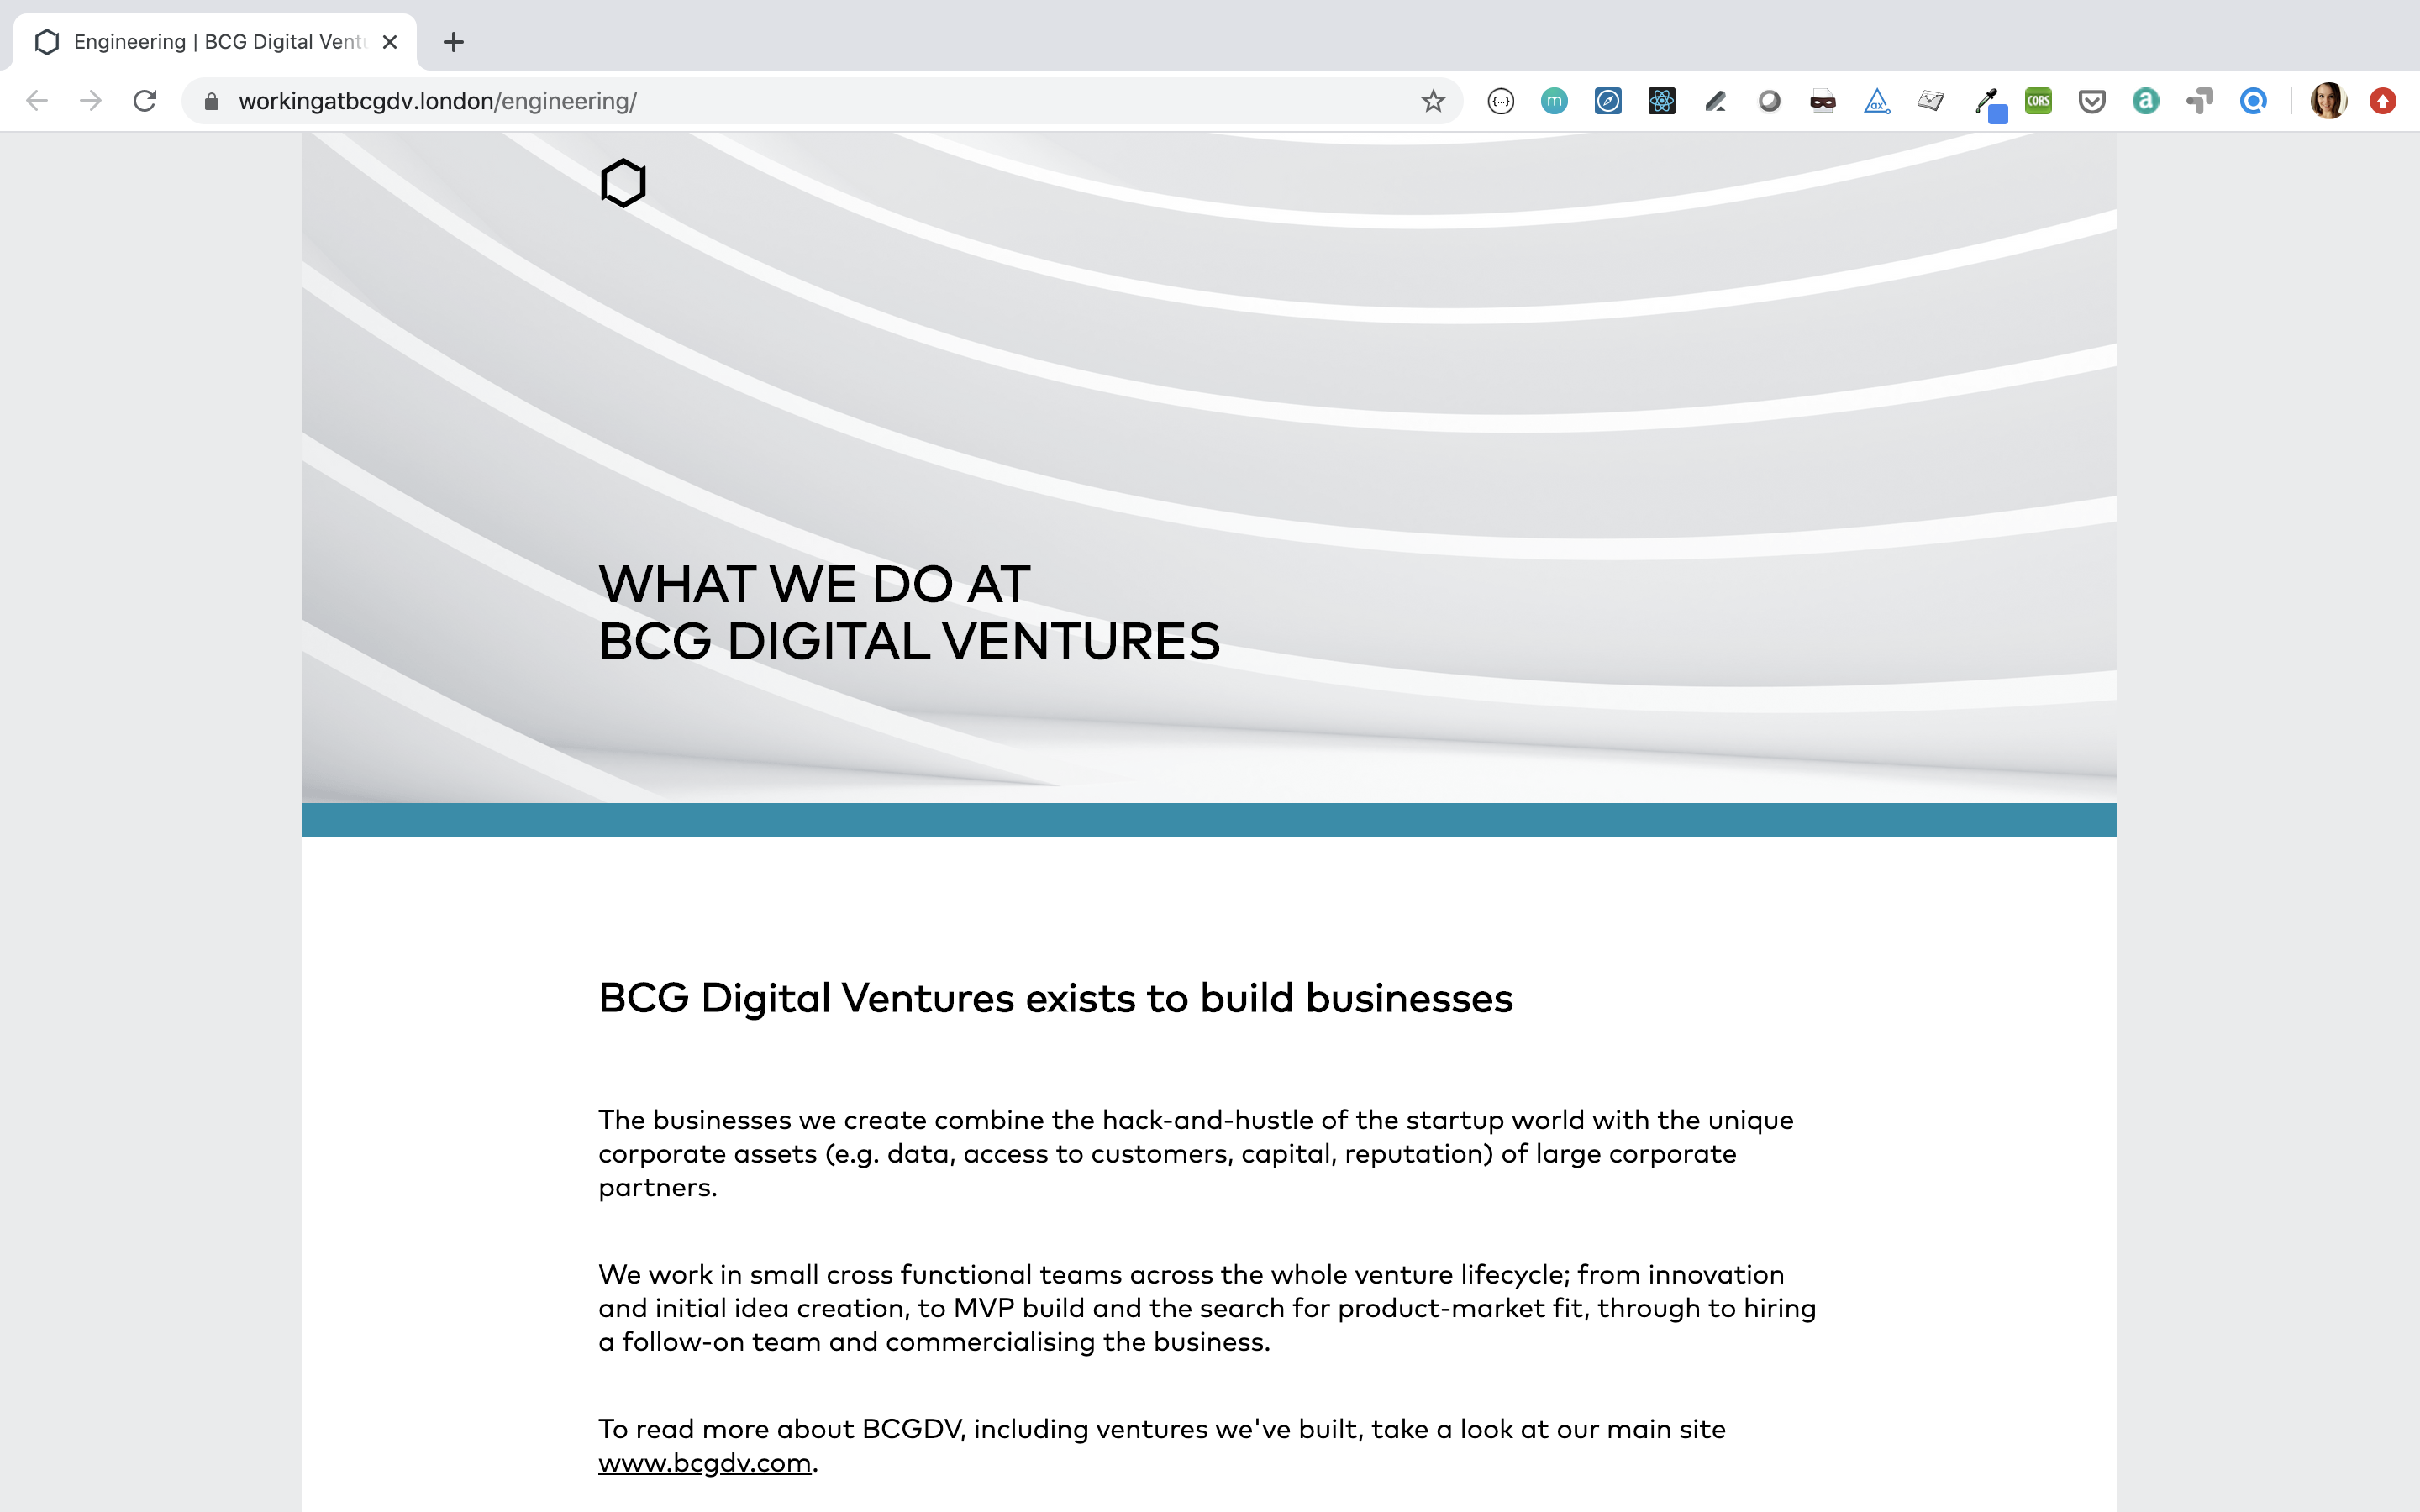 Engineering | BCG Digital Vent
workingatbcgdv.london/engineering/
{...}
m
ax
CORS
a
WHAT WE DO AT
BCG DIGITAL VENTURES
BCG Digital Ventures exists to build businesses
The businesses we create combine the hack-and-hustle of the startup world with the unique
corporate assets (e.g. data, access to customers, capital, reputation) of large corporate
partners.
We work in small cross functional teams across the whole venture lifecycle; from innovation
and initial idea creation, to MVP build and the search for product-market fit, through to hiring
a follow-on team and commercialising the business.
To read more about BCGDV, including ventures we've built, take a look at our main site
www.bcgdv.com.